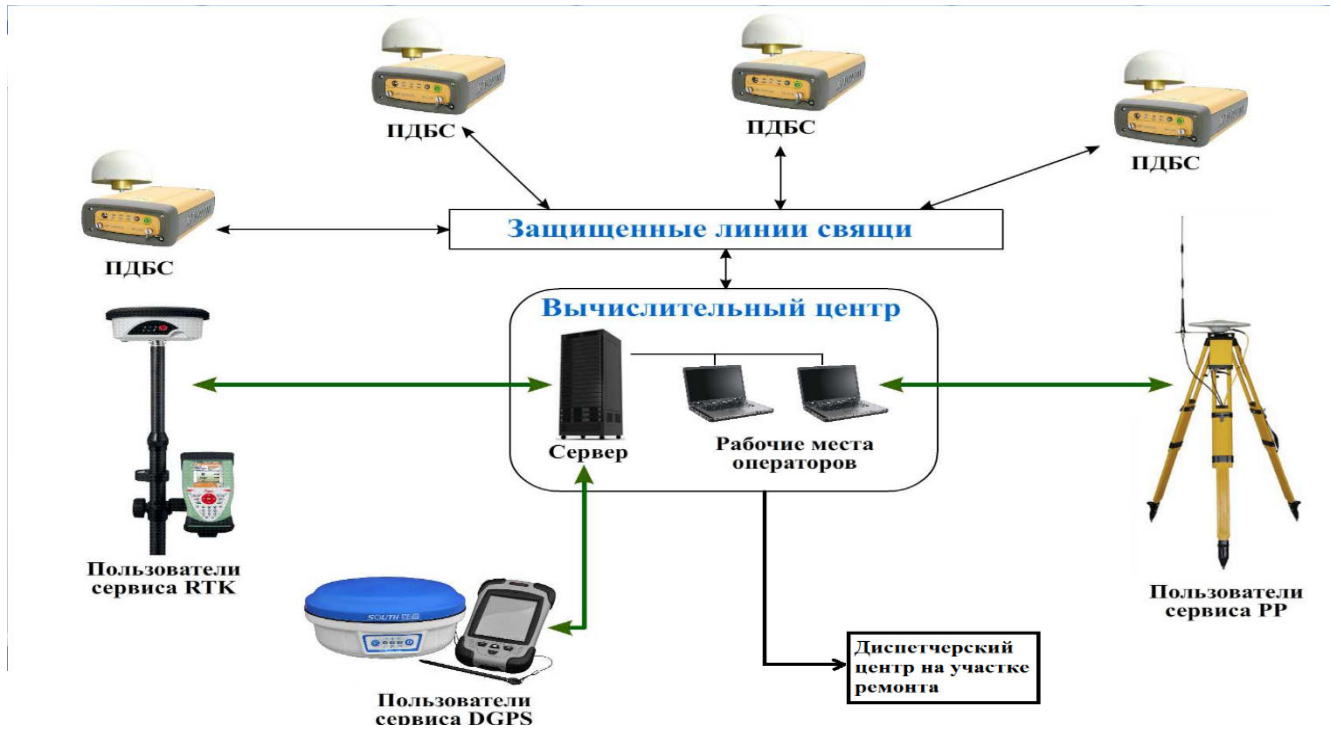 ПДБС
ПДБС
ПДБС
ПДБС
Защищенные линии свящи
Вычислительный центр
Сервер
Рабочие места
операторов
Пользователи
сервиса RTK
SOUTH
Пользователи
сервиса DGPS
Пользователи
сервиса PP
Диспетчерский
центр на участке
ремонта